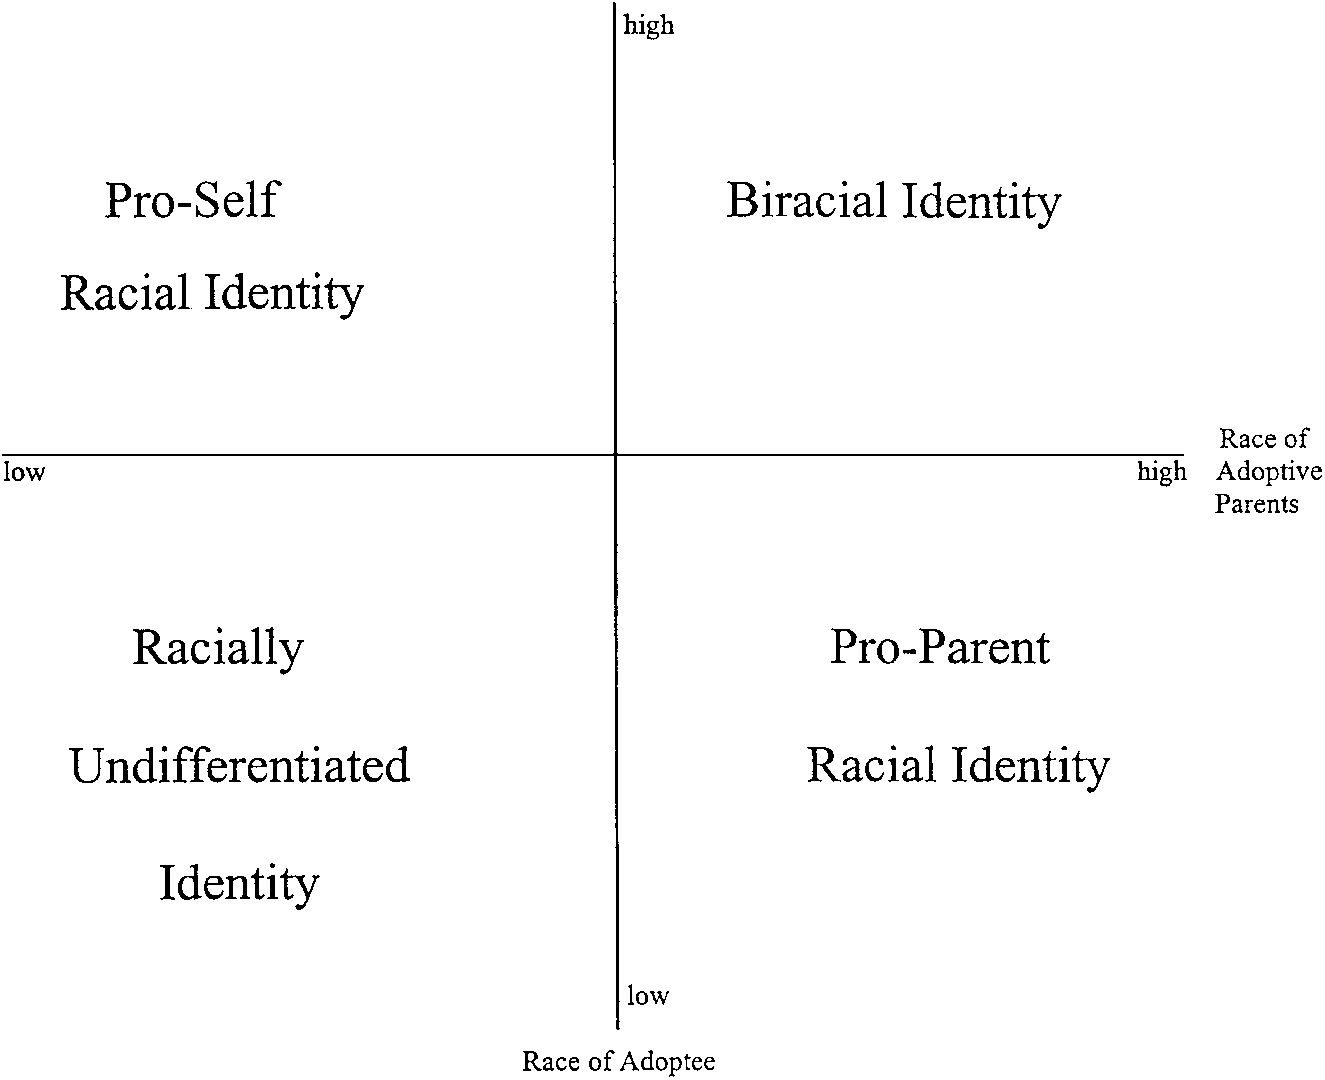 high
Pro-Self
Racial Identity
Biracial Identity
low
high
Race of
Adoptive
Parents
Racially
Undifferentiated
Identity
Pro-Parent
Racial Identity
low
Race of Adoptee